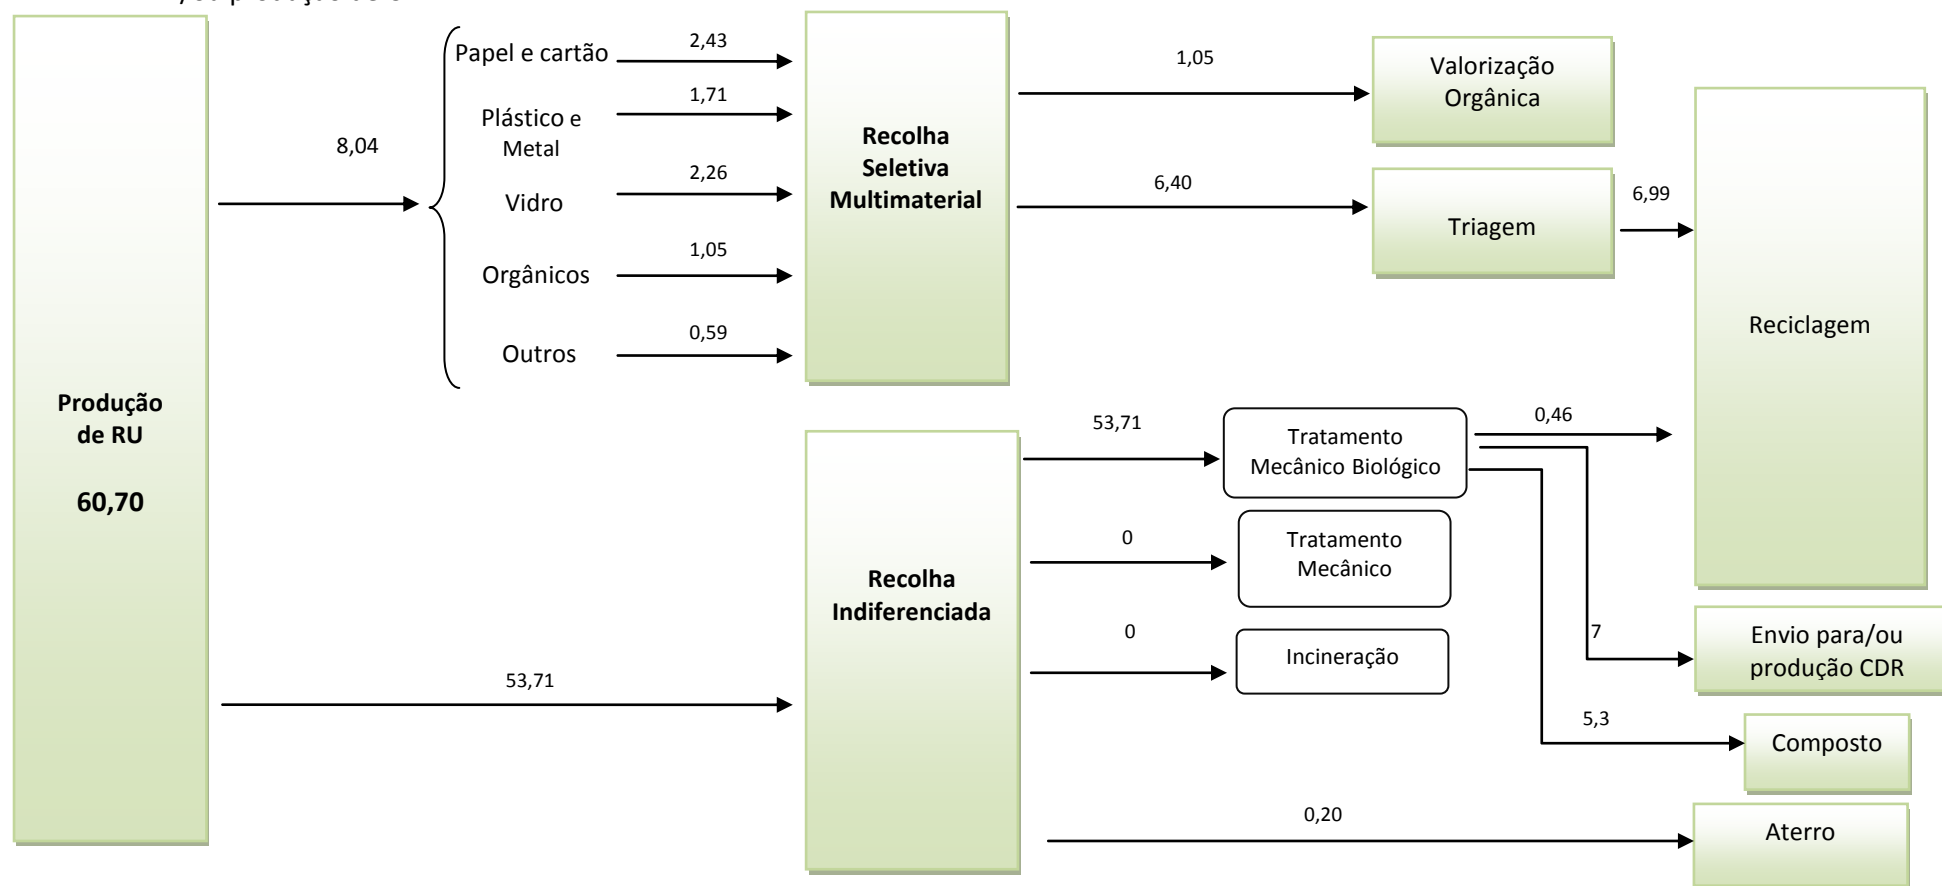 Produção
de RU
60,70
8,04
Papel e cartão
2,43
Plástico e
Metal
1,71
Vidro
2,26
Orgânicos
1,05
Outros
0,59
Recolha
Seletiva
Multimaterial
1,05
Valorização
Orgânica
6,40
Triagem
6,99
Reciclagem
53,71
Recolha
Indiferenciada
53,71
Tratamento
Mecânico Biológico
0,46
0
Tratamento
Mecânico
0
Incineração
7
Envio para/ou
produção CDR
5,3
Composto
0,20
Aterro